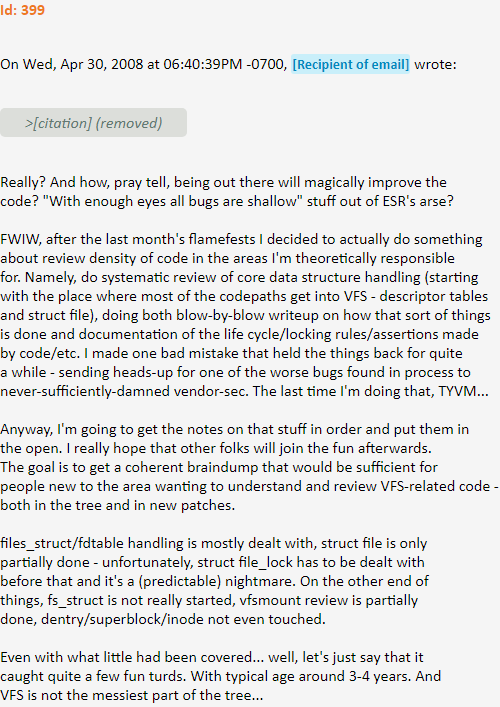 Id: 399
On Wed, Apr 30, 2008 at 06:40:39PM -0700, [Recipient of email] wrote:
>[citation] (removed)
Really? And how, pray tell, being out there will magically improve the
code? "With enough eyes all bugs are shallow" stuff out of ESR's arse?
FWIW, after the last month's flamefests I decided to actually do something
about review density of code in the areas I'm theoretically responsible
for. Namely, do systematic review of core data structure handling (starting
with the place where most of the codepaths get into VFS - descriptor tables
and struct file), doing both blow-by-blow writeup on how that sort of things
is done and documentation of the life cycle/locking rules/assertions made
by code/etc. I made one bad mistake that held the things back for quite
a while - sending heads-up for one of the worse bugs found in process to
never-sufficiently-damned vendor-sec. The last time I'm doing that, TYVM...
Anyway, I'm going to get the notes on that stuff in order and put them in
the open. I really hope that other folks will join the fun afterwards.
The goal is to get a coherent braindump that would be sufficient for
people new to the area wanting to understand and review VFS-related code -
both in the tree and in new patches.
files_struct/fdtable handling is mostly dealt with, struct file is only
partially done - unfortunately, struct file_lock has to be dealt with
before that and it's a (predictable) nightmare. On the other end of
things, fs_struct is not really started, vfsmount review is partially
done, dentry/superblock/inode not even touched.
Even with what little had been covered... well, let's just say that it
caught quite a few fun turds. With typical age around 3-4 years. And
VFS is not the messiest part of the tree...